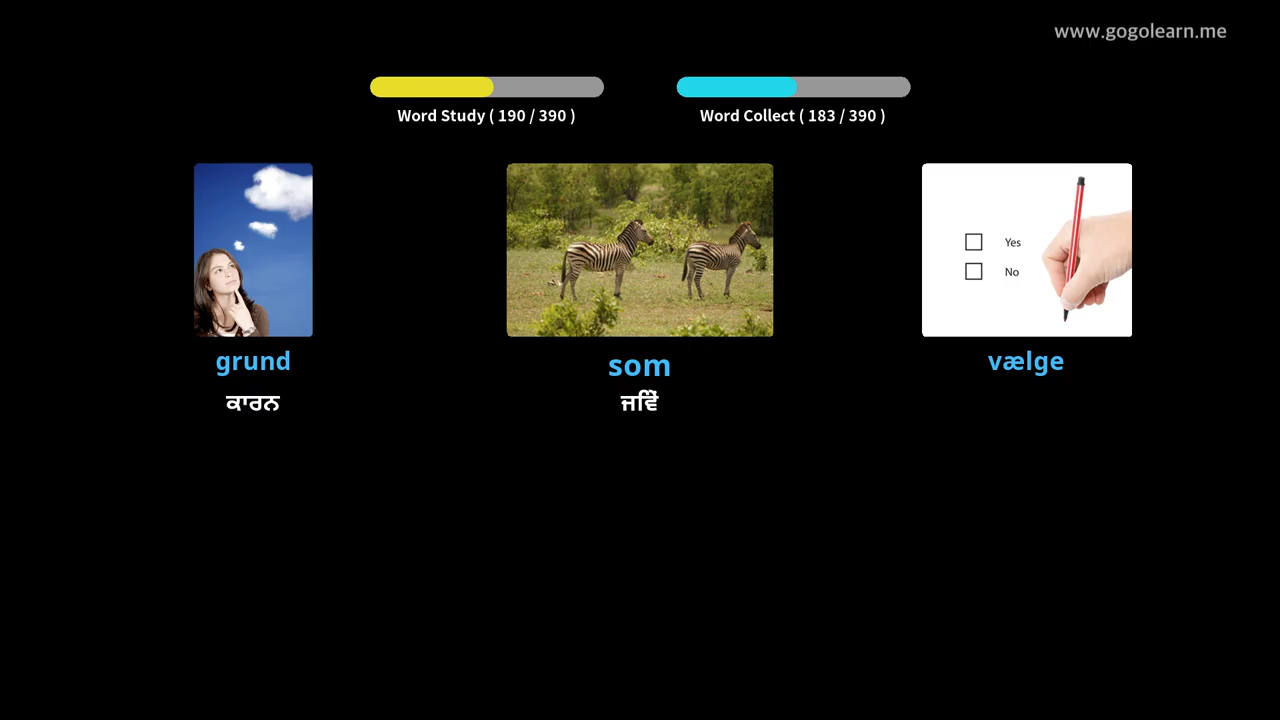 www.gogolearn.me
Word Study ( 190 / 390 )
Word Collect ( 183 / 390 )
Yes
No
grund
som
vælge
ਕਾਰਨ
ਜਵਿੇਂ